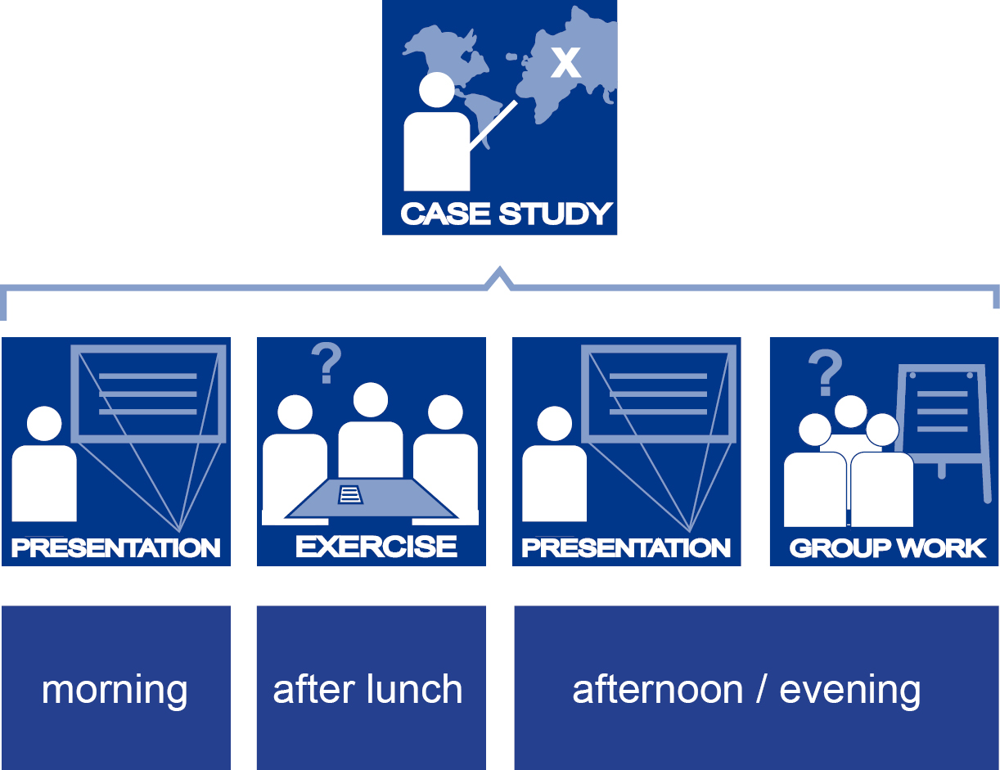 X
CASE STUDY
?
?
PRESENTATION
EXERCISE
PRESENTATION
GROUP WORK
morning
after lunch
afternoon / evening